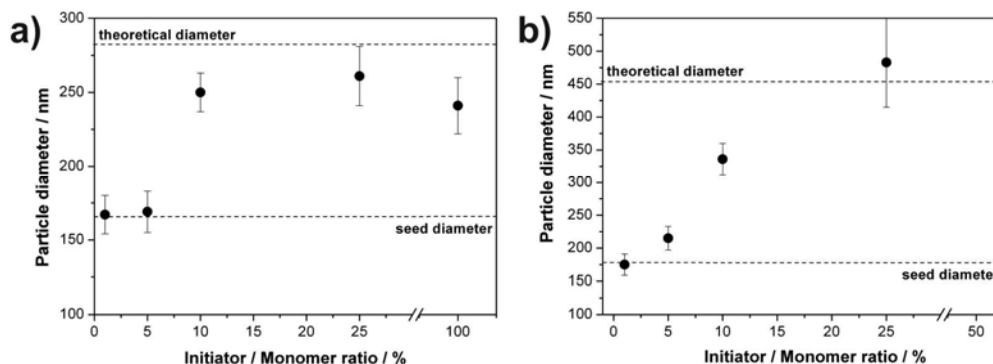 a)
300
250
200
150
100
Particle diameter / nm
theoretical diameter
seed diameter
0 5 10 15 20 25 100
Initiator / Monomer ratio / %
b)
550
500
450
400
350
300
250
200
150
100
Particle diameter / nm
theoretical diameter
seed diameter
0 5 10 15 20 25 50
Initiator / Monomer ratio / %